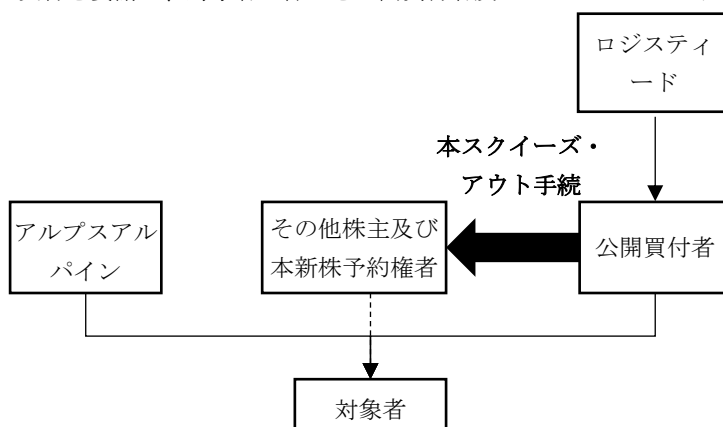 ロジスティ
ード
本スクイーズ・
アウト手続
アルプスアル
パイン
その他株主及び
本新株予約権者
公開買付者
対象者